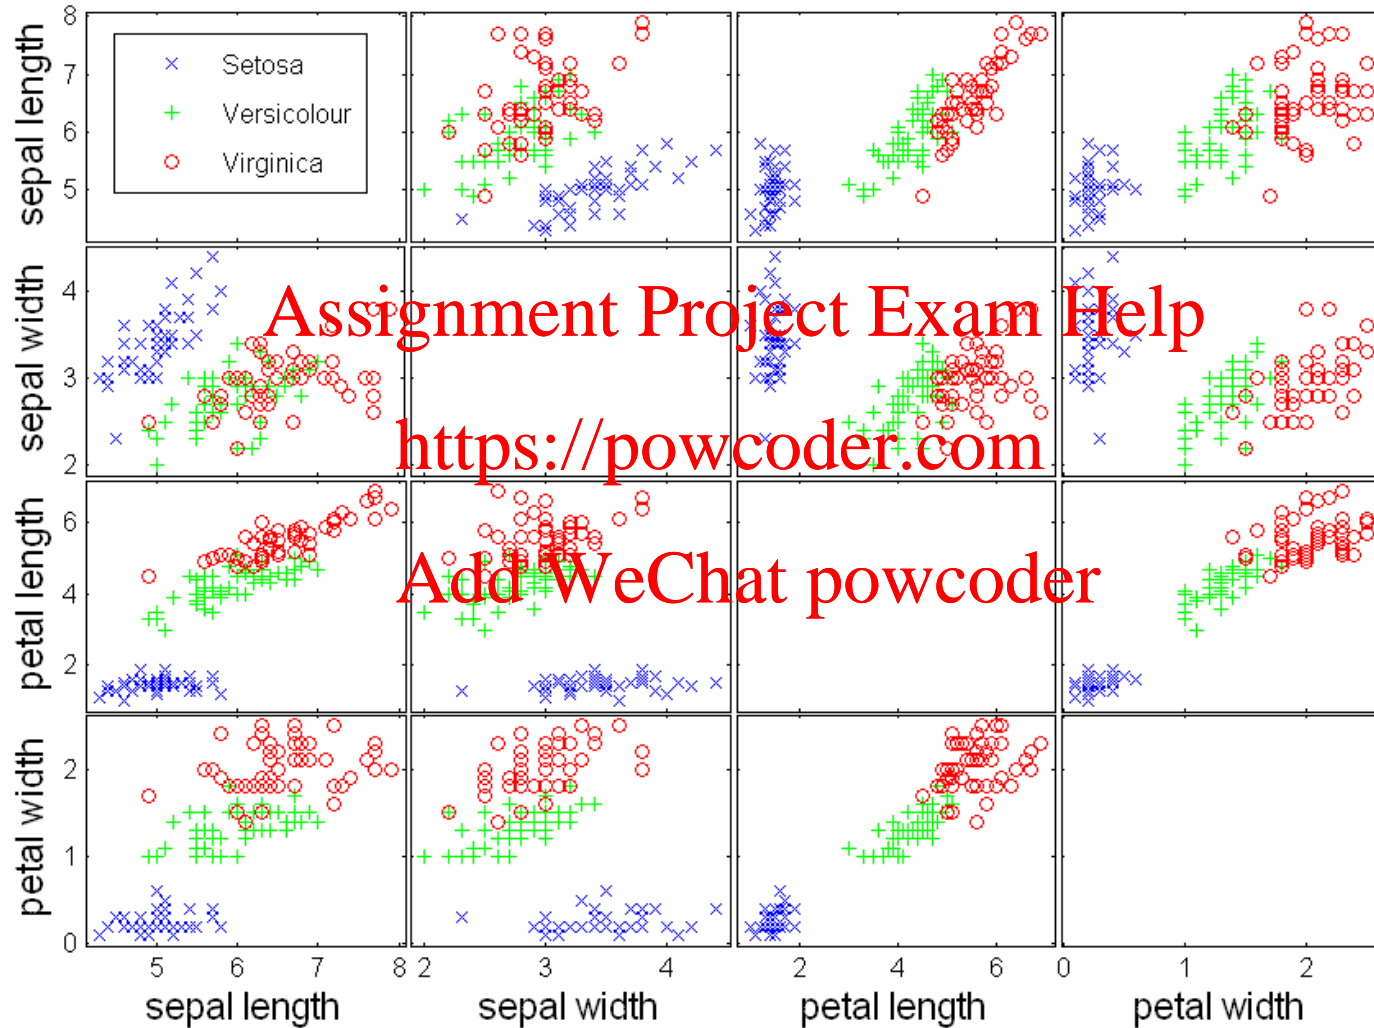 8
7
6
5
sepal length
Setosa
Versicolour
Virginica
4
3
2
sepal width
Assignment Project Exam Help
https://powcoder.com
6
4
2
petal length
Add WeChat powcoder
2
1
0
petal width
5 6 7 8 2 3 4 2 4 6 0 1 2
sepal length sepal width petal length petal width